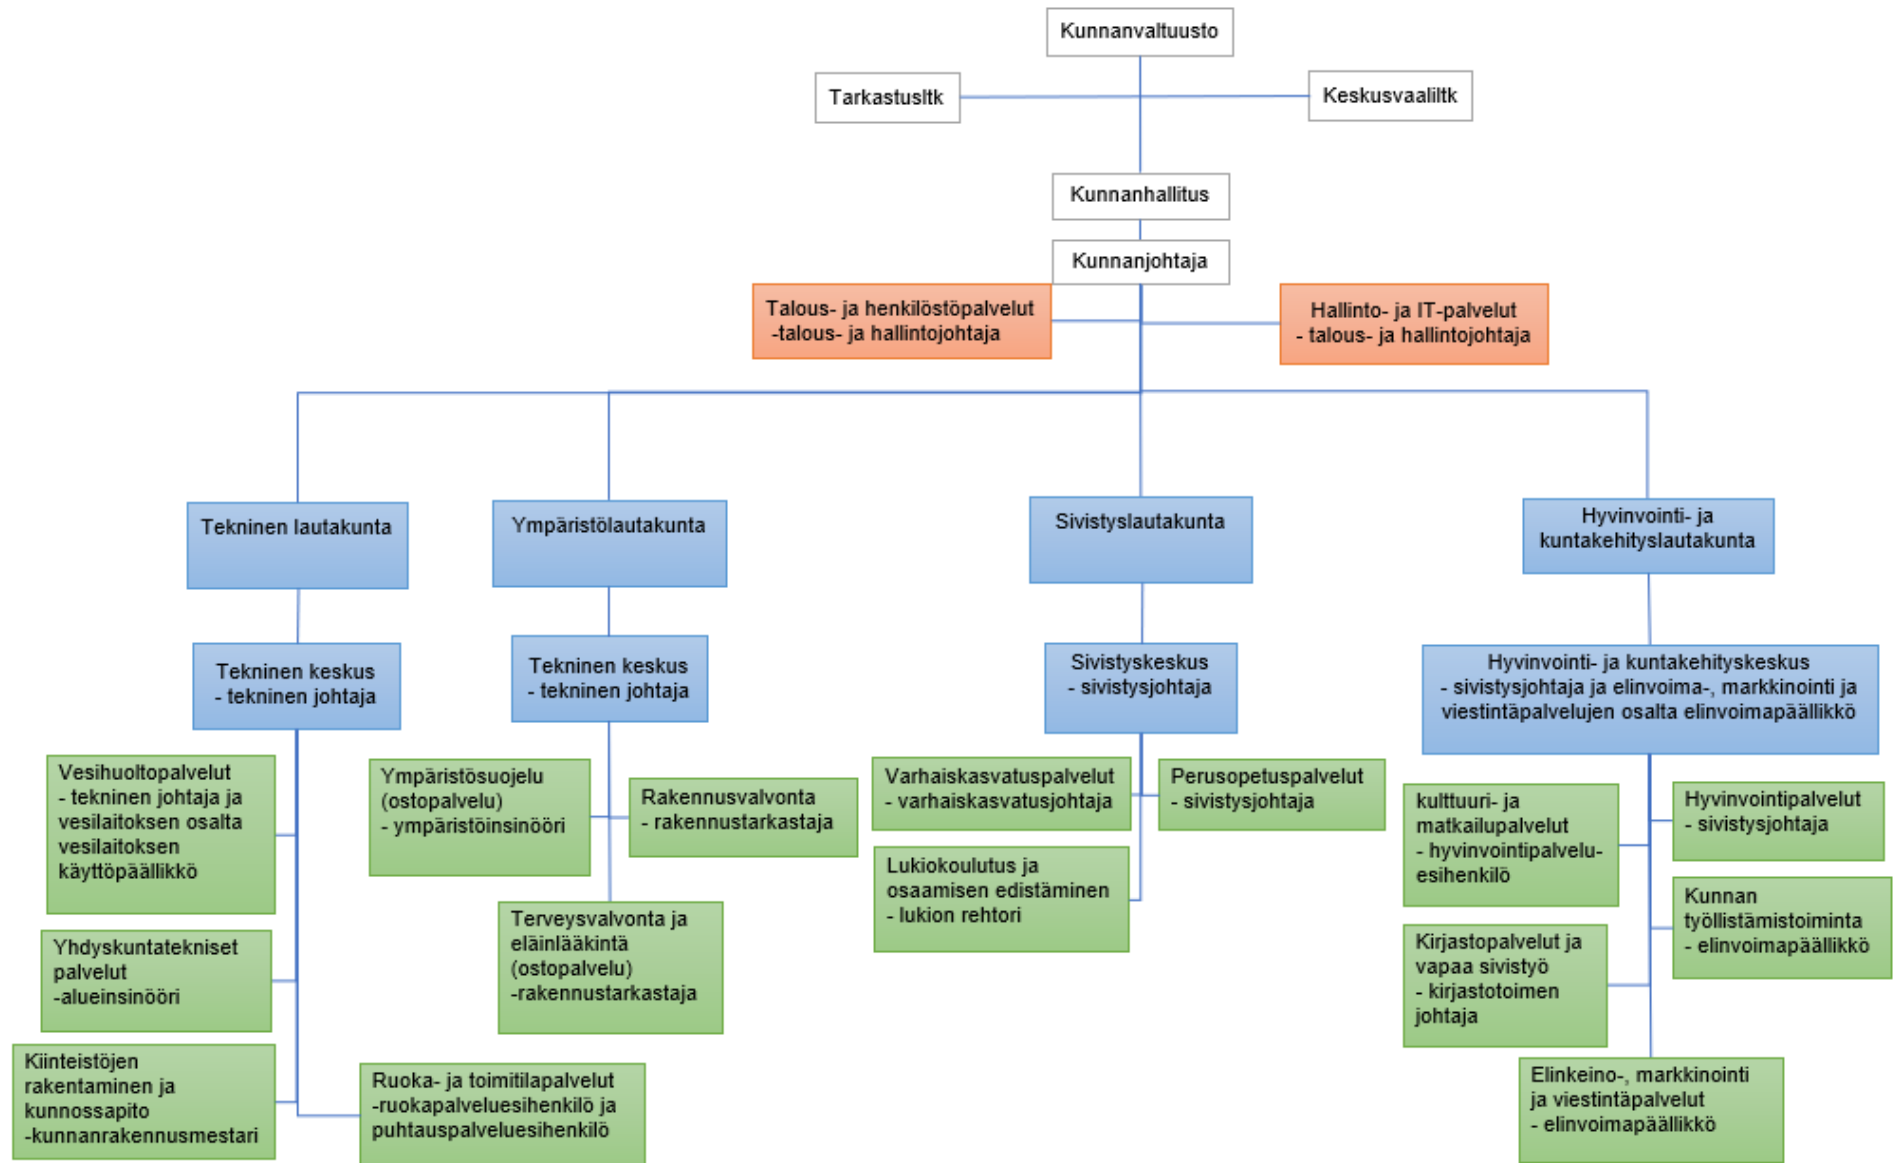 Kunnanvaltuusto
Tarkastusltk
Keskusvaaliltk
Kunnanhallitus
Kunnanjohtaja
Talous- ja henkilöstöpalvelut
-talous- ja hallintojohtaja
Hallinto- ja IT-palvelut
- talous- ja hallintojohtaja
Tekninen lautakunta
Ympäristölautakunta
Sivistyslautakunta
Hyvinvointi- ja
kuntakehityslautakunta
Tekninen keskus
- tekninen johtaja
Tekninen keskus
- tekninen johtaja
Sivistyskeskus
- sivistysjohtaja
Hyvinvointi- ja kuntakehityskeskus
- sivistysjohtaja ja elinvoima-, markkinointi ja
viestintäpalvelujen osalta elinvoimapäällikkö
Vesihuoltopalvelut
- tekninen johtaja ja
vesilaitoksen osalta
vesilaitoksen
käyttöpäällikkö
Ympäristösuojelu
(ostopalvelu)
- ympäristöinsinööri
Rakennusvalvonta
- rakennustarkastaja
Varhaiskasvatuspalvelut
- varhaiskasvatusjohtaja
Perusopetuspalvelut
- sivistysjohtaja
kulttuuri- ja
matkailupalvelut
- hyvinvointipalvelu-
esihenkilö
Hyvinvointipalvelut
- sivistysjohtaja
Lukiokoulutus ja
osaamisen edistäminen
- lukion rehtori
Kunnan
työllistämistoiminta
- elinvoimapäällikkö
Yhdyskuntatekniset
palvelut
-alueinsinööri
Terveysvalvonta ja
eläinlääkintä
(ostopalvelu)
-rakennustarkastaja
Kirjastopalvelut ja
vapaa sivistyö
- kirjastotoimen
johtaja
Kiinteistöjen
rakentaminen ja
kunnossapito
-kunnanrakennusmestari
Ruoka- ja toimitilapalvelut
-ruokapalveluesihenkilö ja
puhtauspalveluesihenkilö
Elinkeino-, markkinointi
ja viestintäpalvelut
- elinvoimapäällikkö